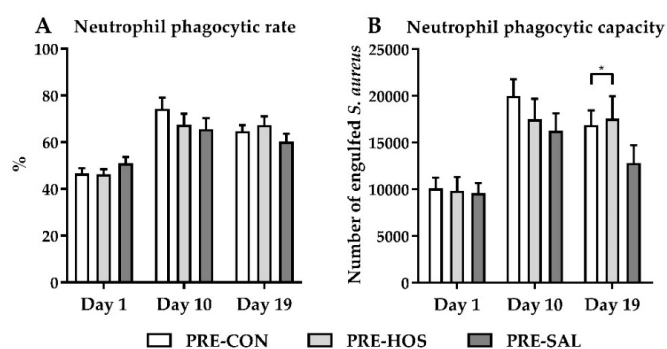 A Neutrophil phagocytic rate
100
80
60
40
20
0
%
Day 1 Day 10 Day 19
B Neutrophil phagocytic capacity
25000
20000
15000
10000
5000
0
Number of engulfed S. aureus
*
Day 1 Day 10 Day 19
PRE-CON PRE-HOS PRE-SAL